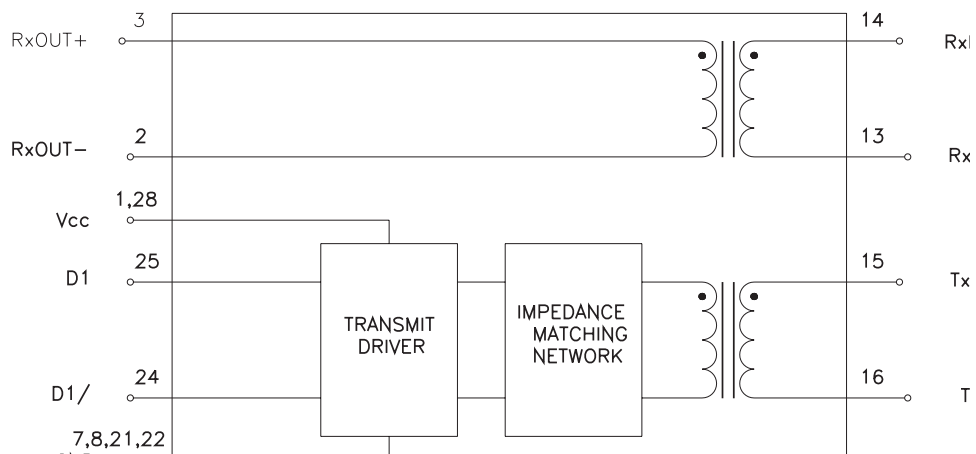 3
14
RxOUT+
2
13
RxOUT−
1,28
Vcc
25
15
D1
Tx
TRANSMIT
DRIVER
IMPEDANCE
MATCHING
NETWORK
24
16
D1/
7,8,21,22